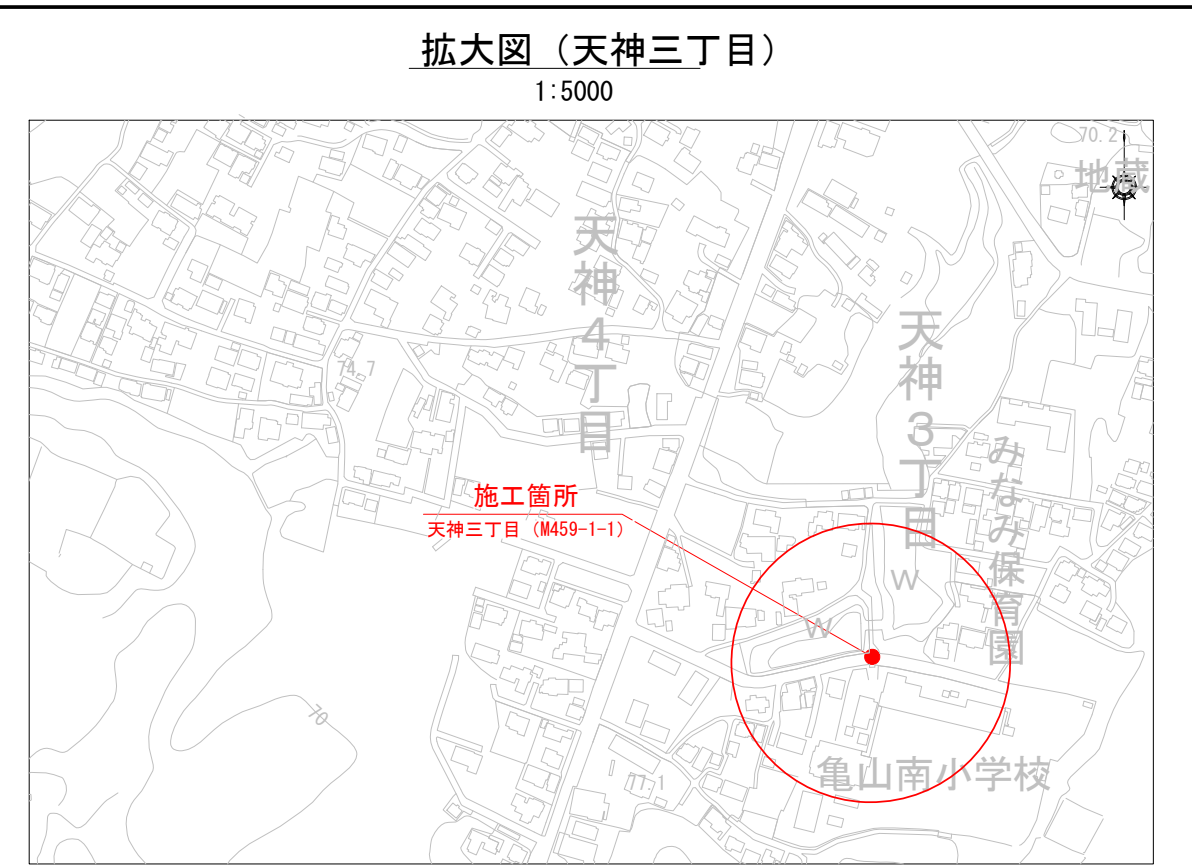 拡大図（天神三丁目）
1:5000
70.2
地蔵
天神4丁目
天神3丁目
74.7
みなみ保育園
施工箇所
天神三丁目（M459-1-1）
W
W
70
77.1
亀山南小学校